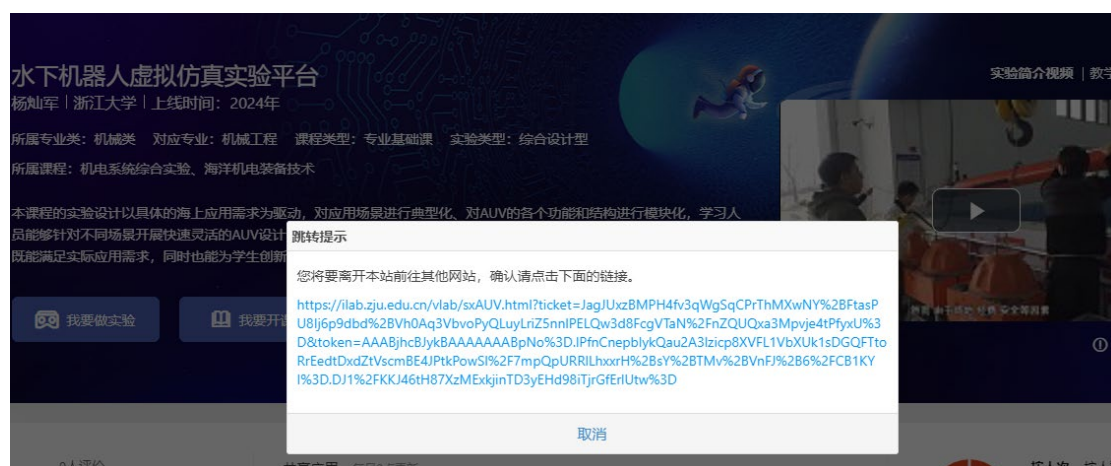 水下机器人虚拟仿真实验平台
杨灿军 | 浙江大学 | 上线时间：2024年
实验简介视频 | 教学
所属专业类：机械类 对应专业：机械工程 课程类型：专业基础课 实验类型：综合设计型
所属课程：机电系统综合实验、海洋机电装备技术
本课程的实验设计以具体的海上应用需求为驱动，对应用场景进行典型化、对AUV的各个功能和结构进行模块化，学习人
员能够针对不同场景开展快速灵活的AUV设计
既能满足实际应用需求，同时也能为学生创新
跳转提示
您将要离开本站前往其他网站，确认请点击下面的链接。
https://ilab.zju.edu.cn/vlab/sxAUV.html?ticket=JagJUxzBMPH4fv3qWgSqCPrThMXwNY%2BFtasP
U8Ij6p9dbd%2BVh0Aq3VbvoPyQLuyLriZ5nnIPELQw3d8FcgVTaN%2FnZQUQxa3Mpvje4tPfyxU%3
D&token=AAABjhcBJykBAAAAAAABpNo%3D.IPfnCnepbIykQau2A3Izicp8XVFL1VbXUk1sDGQFTto
RrEedtDxdZtVscmBE4JPtkPowSI%2F7mpQpURRILhxxrH%2BsY%2BTMv%2BVnFJ%2B6%2FCB1KY
I%3D.DJ1%2FKKJ46tH87XzMExkjinTD3yEHd98iTjrGfErIUtw%3D
我要做实验
我要开
取消